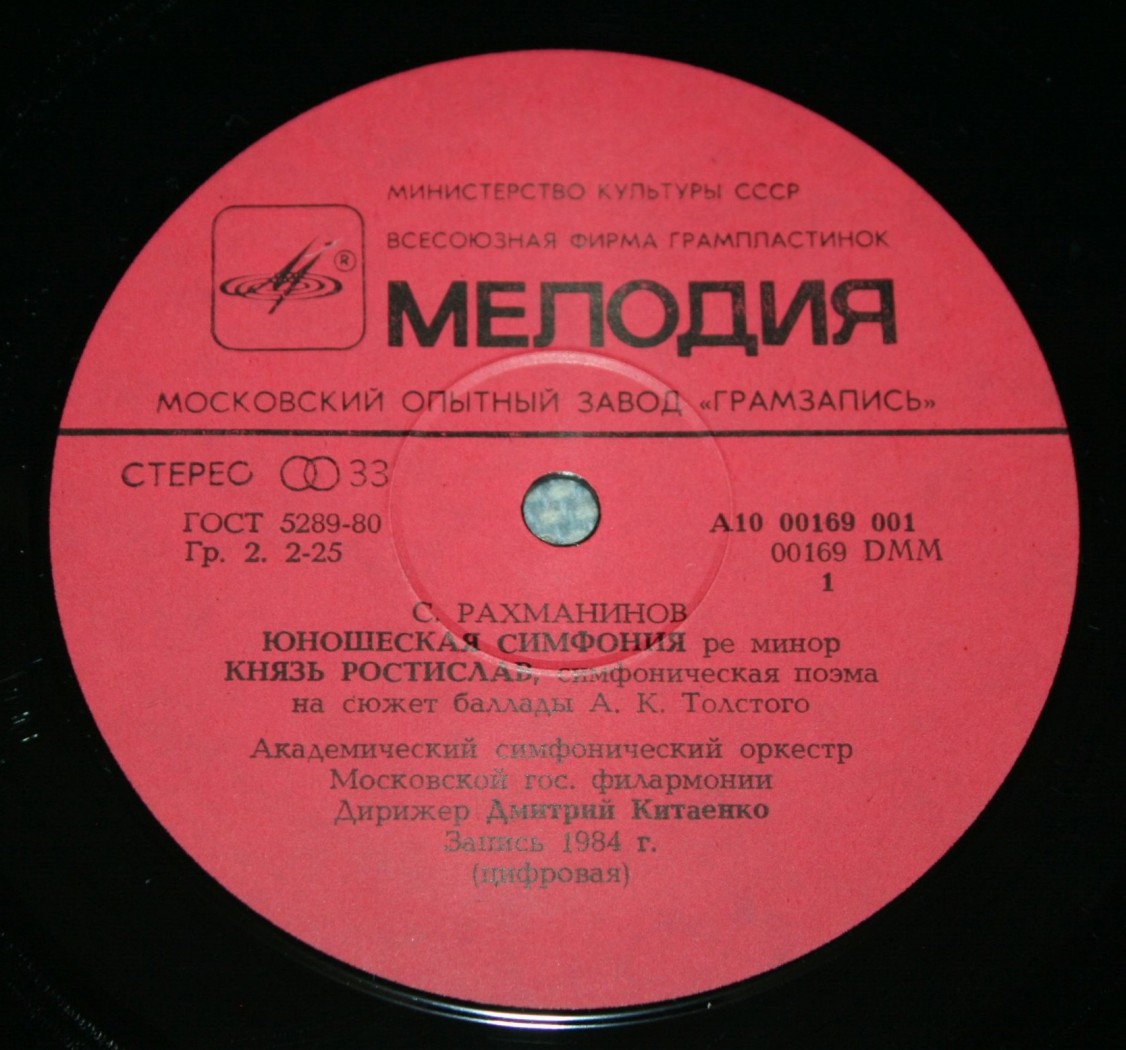 МИНИСТЕРСТВО КУЛЬТУРЫ СССР
ВСЕСОЮЗНАЯ ФИРМА ГРАМПЛАСТИНОК
®
МЕЛОДИЯ
МОСКОВСКИЙ ОПЫТНЫЙ ЗАВОД «ГРАМЗАПИСЬ»
СТЕРЕО 33
ГОСТ 5289-80
Гр. 2. 2-25
А10 00169 001
00169 DMM
1
С. РАХМАНИНОВ
ЮНОШЕСКАЯ СИМФОНИЯ ре минор
КНЯЗЬ РОСТИСЛАВ, симфоническая поэма
на сюжет баллады А. К. Толстого
Академический симфонический оркестр
Московской гос. филармонии
Дирижер Дмитрий Китаенко
Запись 1984 г.
(цифровая)